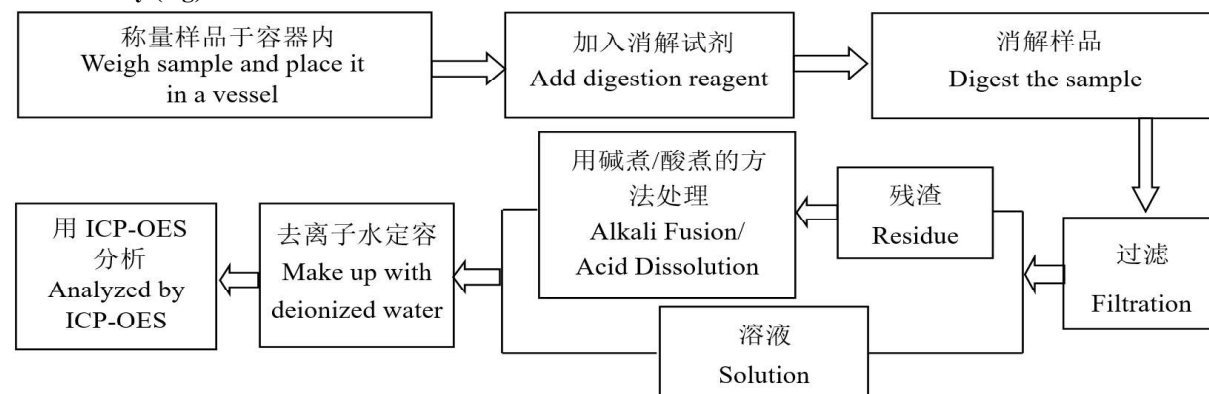 称量样品于容器内
Weigh sample and place it
in a vessel
加入消解试剂
Add digestion reagent
消解样品
Digest the sample
过滤
Filtration
残渣
Residue
用碱煮/酸煮的方
法处理
Alkali Fusion/
Acid Dissolution
溶液
Solution
去离子水定容
Make up with
deionized water
用 ICP-OES
分析
Analyzed by
ICP-OES